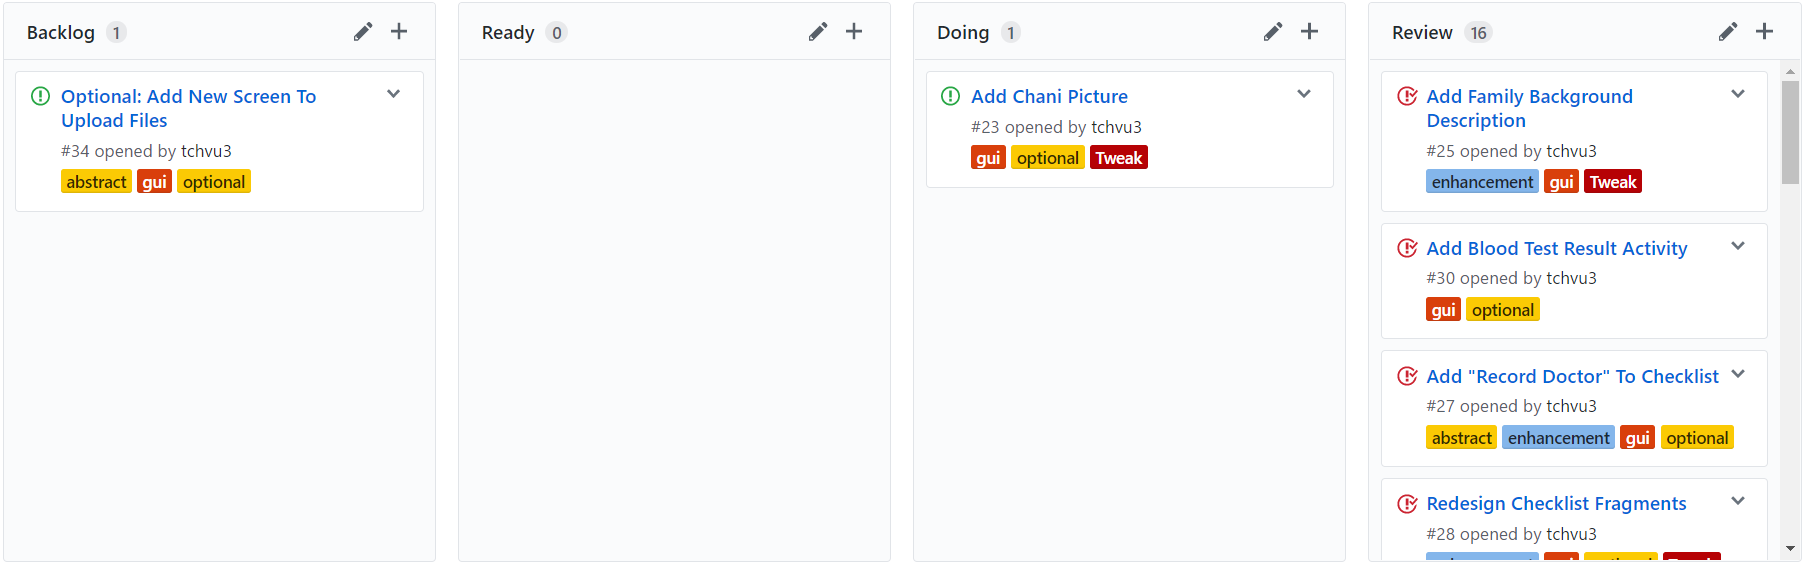 Backlog 1
Optional: Add New Screen To
Upload Files
#34 opened by tchvu3
abstract gui optional
Ready 0
Doing 1
Add Chani Picture
#23 opened by tchvu3
gui optional Tweak
Review 16
Add Family Background
Description
#25 opened by tchvu3
enhancement gui Tweak
Add Blood Test Result Activity
#30 opened by tchvu3
gui optional
Add "Record Doctor" To Checklist
#27 opened by tchvu3
abstract enhancement gui optional
Redesign Checklist Fragments
#28 opened by tchvu3